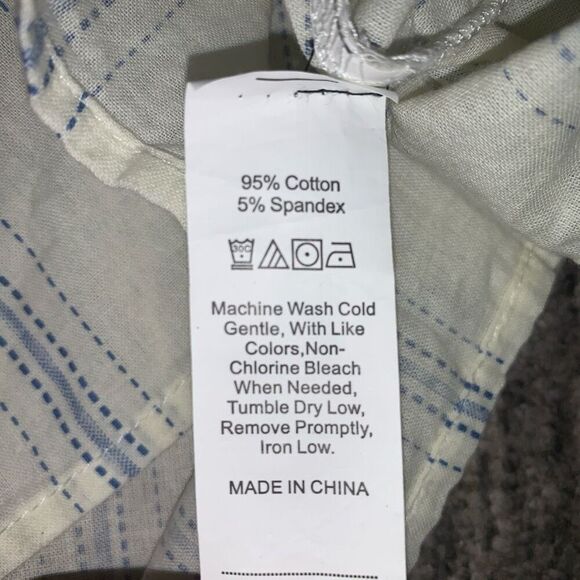 95% Cotton
5% Spandex
30C
Machine Wash Cold
Gentle, With Like
Colors,Non-
Chlorine Bleach
When Needed,
Tumble Dry Low,
Remove Promptly,
Iron Low.
MADE IN CHINA